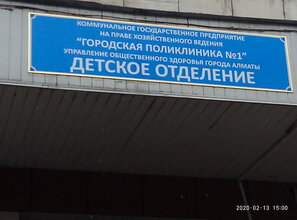 КОММУНАЛЬНОЕ ГОСУДАРСТВЕННОЕ ПРЕДПРИЯТИЕ
НА ПРАВЕ ХОЗЯЙСТВЕННОГО ВЕДЕНИЯ
"ГОРОДСКАЯ ПОЛИКЛИНИКА №1"
УПРАВЛЕНИЕ ОБЩЕСТВЕННОГО ЗДОРОВЬЯ ГОРОДА АЛМАТЫ
ДЕТСКОЕ ОТДЕЛЕНИЕ
2020-02-13 15:00